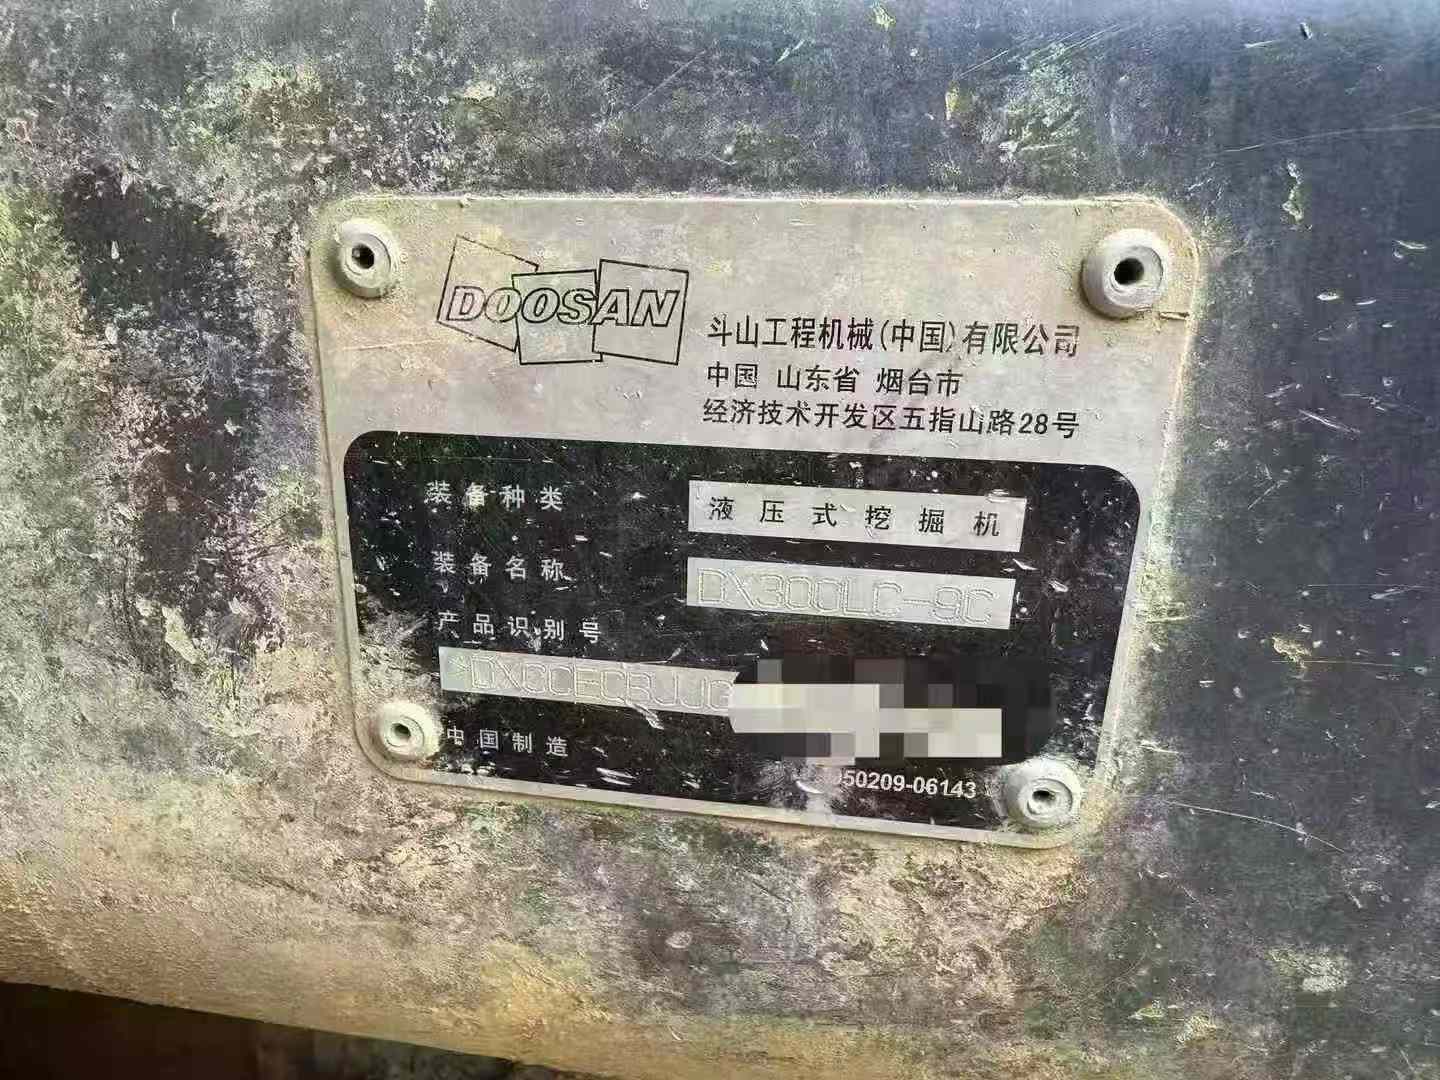 DOOSAN
斗山工程机械(中国)有限公司
中国 山东省 烟台市
经济技术开发区五指山路28号
装备种类 液压式挖掘机
装备名称 DX300LC-9C
产品识别号
*DXCCECBJJG
中国制造
950209-06143